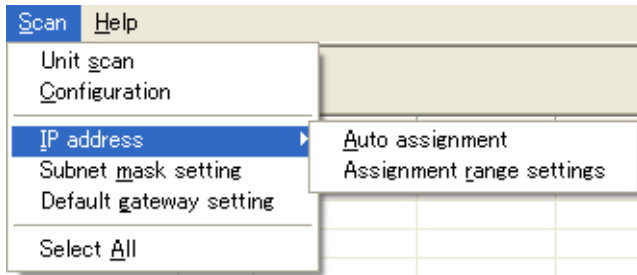 Scan Help
Unit scan
Configuration
IP address
Auto assignment
Subnet mask setting
Assignment range settings
Default gateway setting
Select All